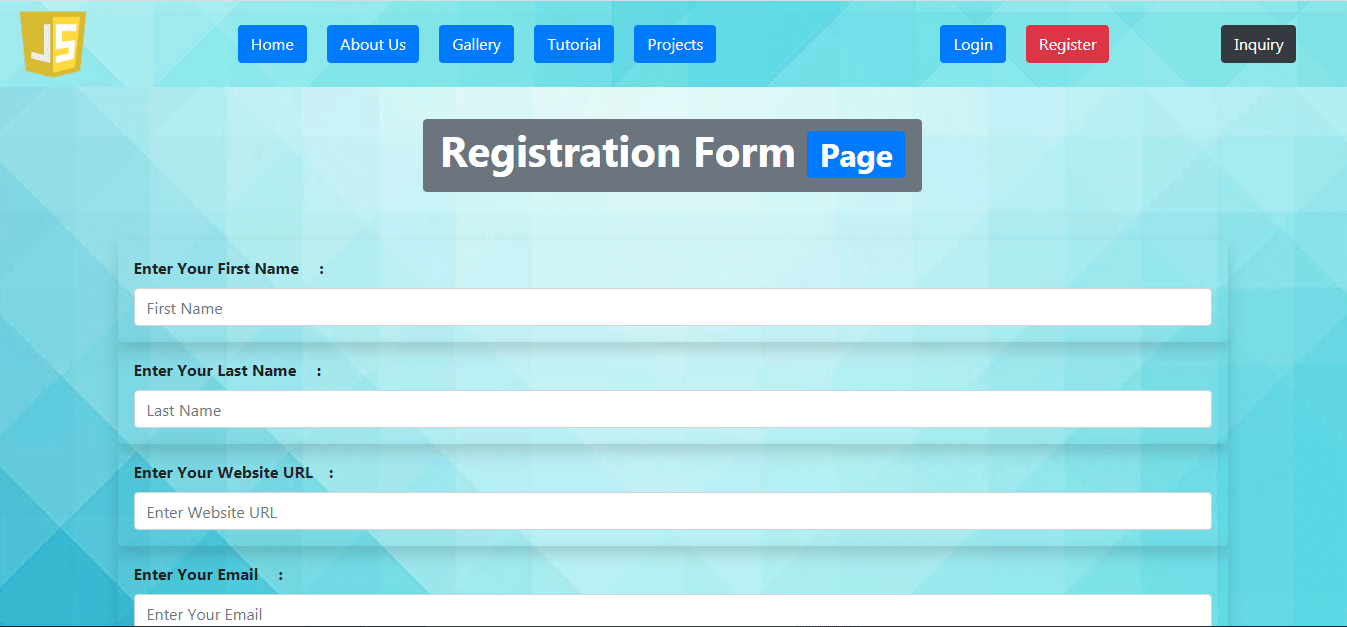 JS
Home About Us Gallery Tutorial Projects Login Register Inquiry
Registration Form Page
Enter Your First Name :
First Name
Enter Your Last Name :
Last Name
Enter Your Website URL :
Enter Website URL
Enter Your Email :
Enter Your Email